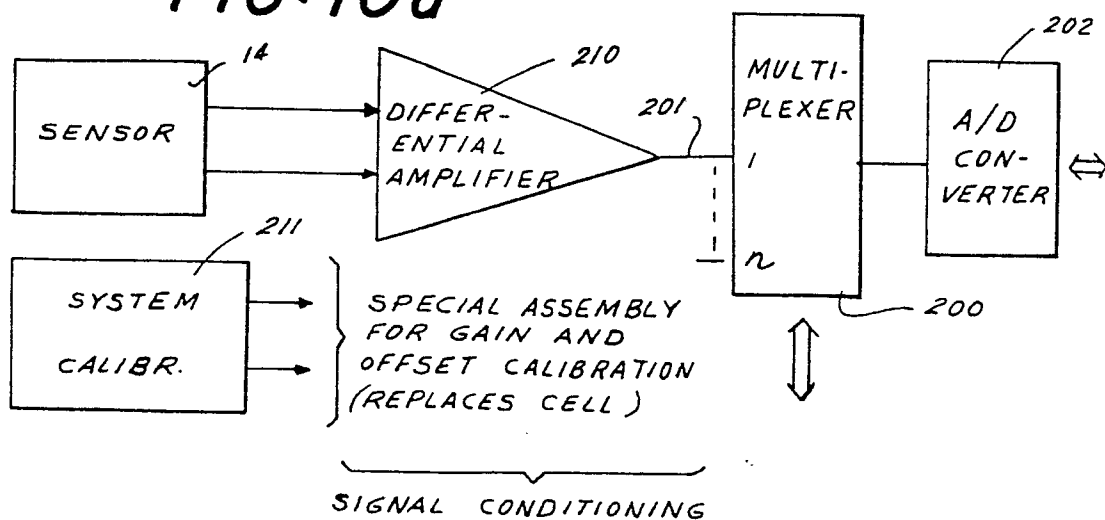 14
SENSOR
210
DIFFER-
ENTIAL
AMPLIFIER
201
MULTI-
PLEXER
1
n
202
A/D
CON-
VERTER
200
211
SYSTEM
CALIBR.
SPECIAL ASSEMBLY
FOR GAIN AND
OFFSET CALIBRATION
(REPLACES CELL)
SIGNAL CONDITIONING